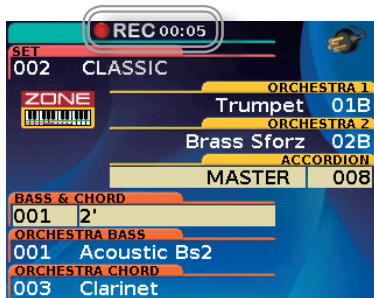 REC 00:05
SET
002 CLASSIC
ZONE
ORCHESTRA 1
Trumpet 01B
ORCHESTRA 2
Brass Sforz 02B
ACCORDION
MASTER 008
BASS & CHORD
001 2'
ORCHESTRA BASS
001 Acoustic Bs2
ORCHESTRA CHORD
003 Clarinet